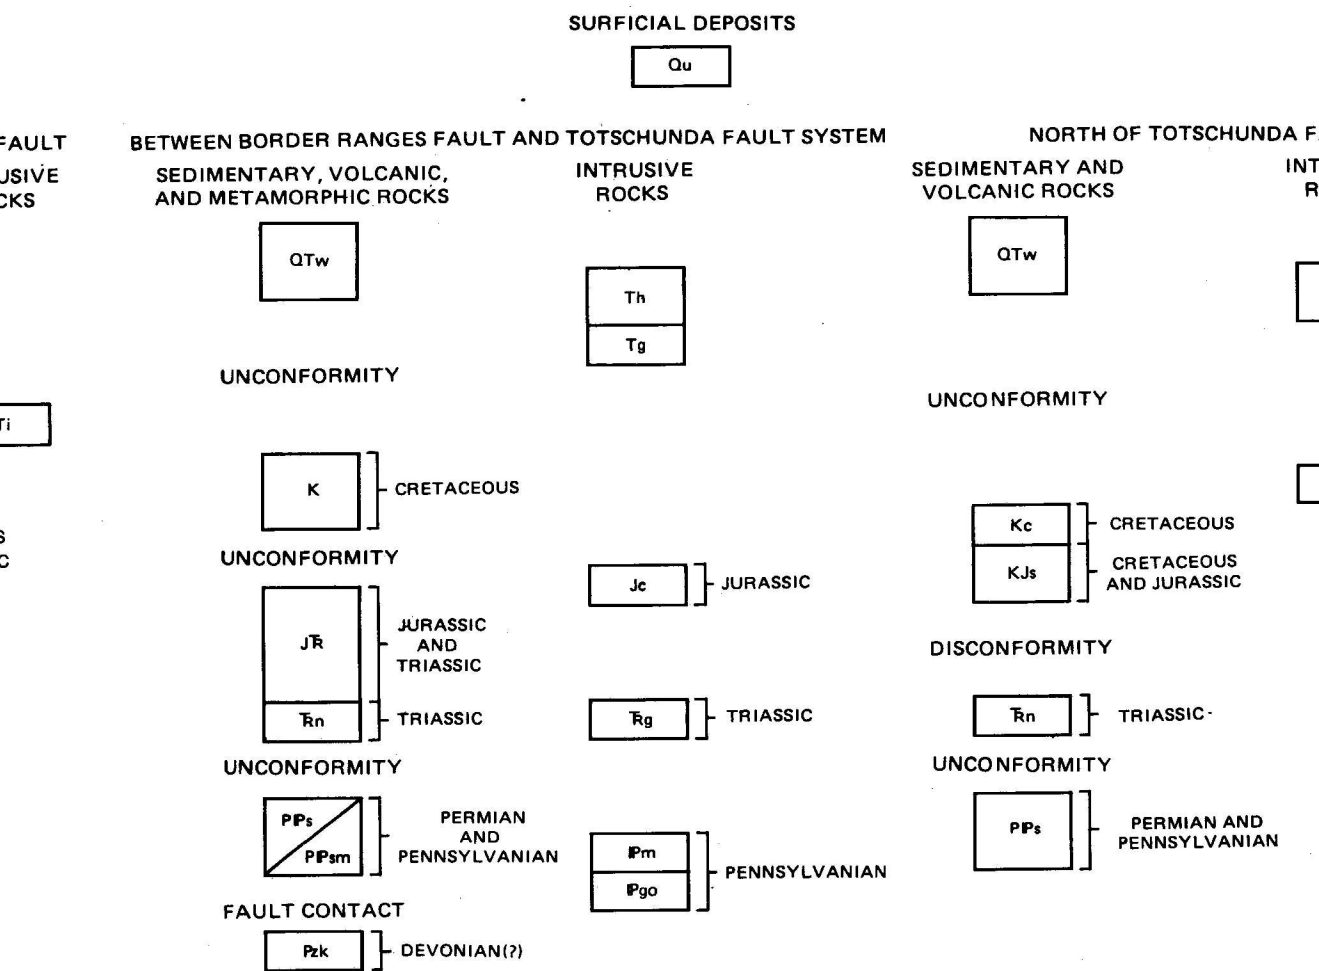 SURFICIAL DEPOSITS
Qu
FAULT
USIVE
CKS
Ti
S
C
BETWEEN BORDER RANGES FAULT AND TOTSCHUNDA FAULT SYSTEM
SEDIMENTARY, VOLCANIC,
AND METAMORPHIC ROCKS
QTw
UNCONFORMITY
K
CRETACEOUS
UNCONFORMITY
JTR
JURASSIC
AND
TRIASSIC
TRn
TRIASSIC
UNCONFORMITY
PIPs
PIPsm
PERMIAN
AND
PENNSYLVANIAN
FAULT CONTACT
Pzk
DEVONIAN(?)
INTRUSIVE
ROCKS
Th
Tg
Jc
JURASSIC
TRg
TRIASSIC
IPm
IPgo
PENNSYLVANIAN
NORTH OF TOTSCHUNDA FA
SEDIMENTARY AND
VOLCANIC ROCKS
QTw
UNCONFORMITY
Kc
CRETACEOUS
KJs
CRETACEOUS
AND JURASSIC
DISCONFORMITY
TRn
TRIASSIC
UNCONFORMITY
PIPs
PERMIAN AND
PENNSYLVANIAN
INT
R